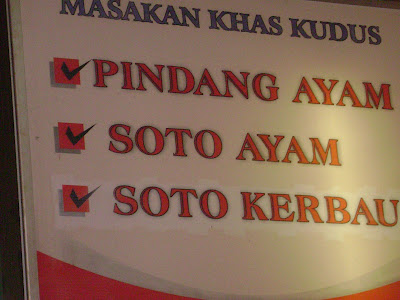 MASAKAN KHAS KUDUS
PINDANG AYAM
SOTO AYAM
SOTO KERBAU